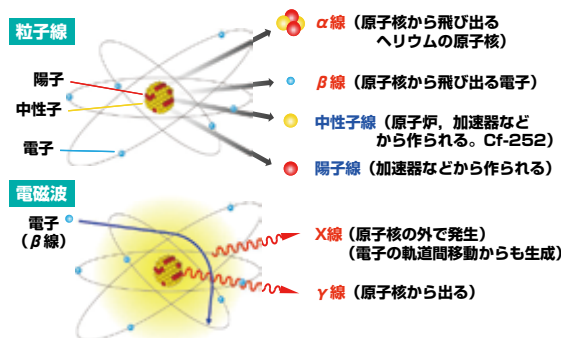 粒子線
α線（原子核から飛び出る
ヘリウムの原子核）
陽子
β線（原子核から飛び出る電子）
中性子
中性子線（原子炉，加速器など
から作られる。Cf-252）
電子
陽子線（加速器などから作られる）
電磁波
電子
（β線）
X線（原子核の外で発生）
（電子の軌道間移動からも生成）
γ線（原子核から出る）